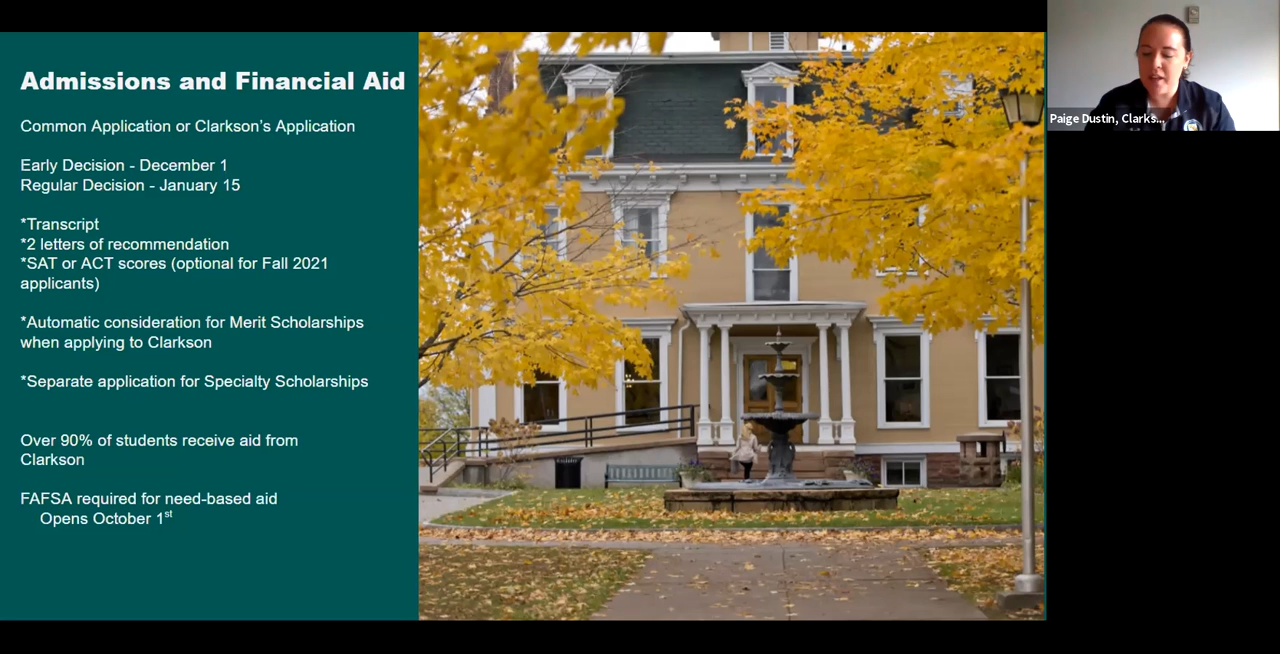 Admissions and Financial Aid
Common Application or Clarkson's Application
Early Decision - December 1
Regular Decision - January 15
*Transcript
*2 letters of recommendation
*SAT or ACT scores (optional for Fall 2021
applicants)
*Automatic consideration for Merit Scholarships
when applying to Clarkson
*Separate application for Specialty Scholarships
Over 90% of students receive aid from
Clarkson
FAFSA required for need-based aid
Opens October 1st
Paige Dustin, Clarks...